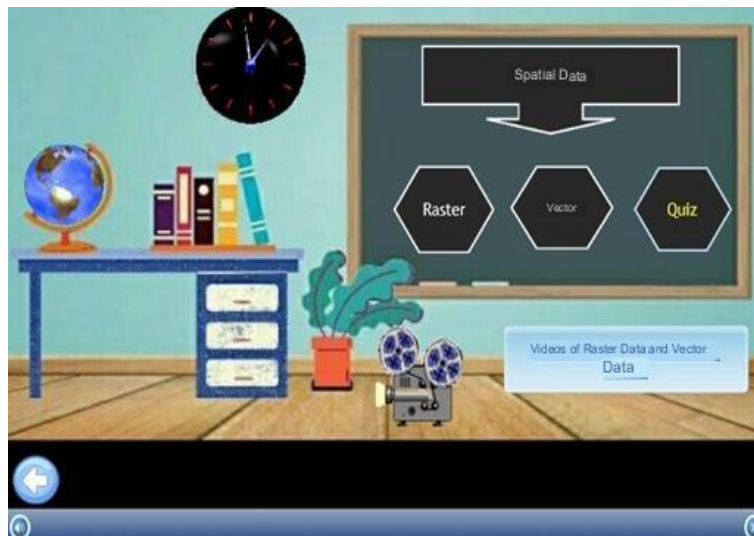 Spatial Data
Raster
Vector
Quiz
Videos of Raster Data and Vector
Data